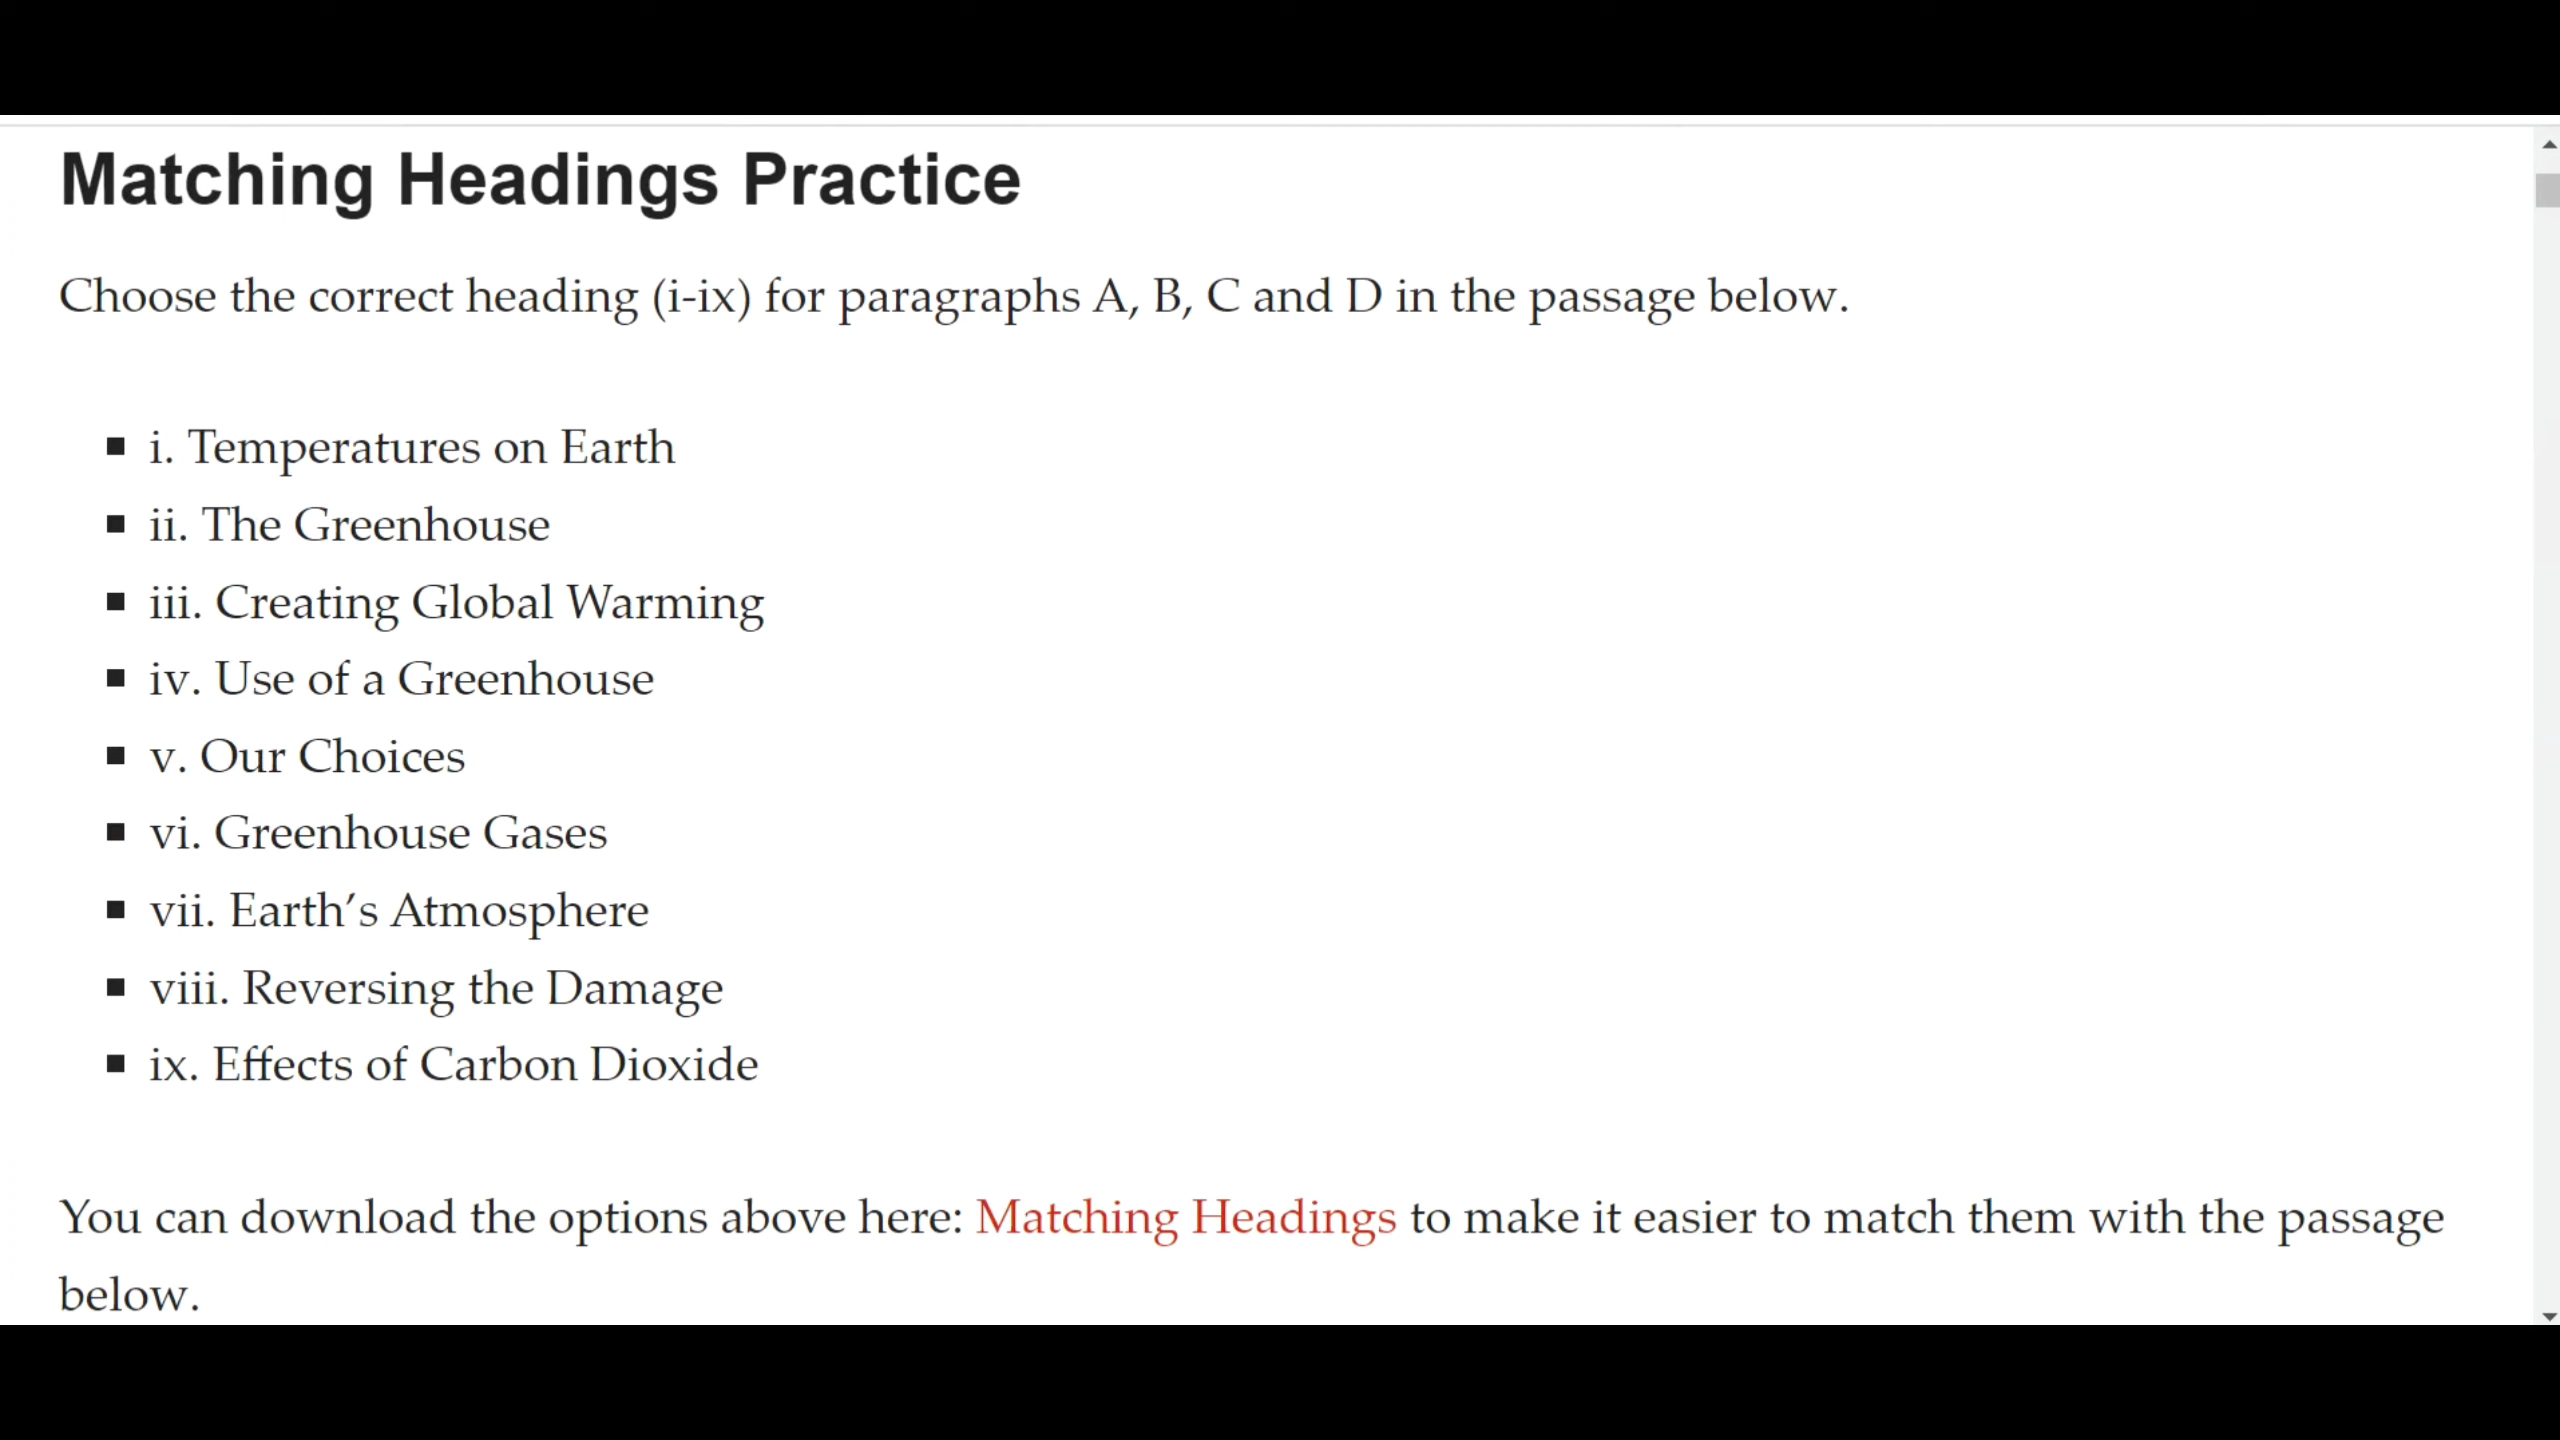 Matching Headings Practice
Choose the correct heading (i-ix) for paragraphs A, B, C and D in the passage below.
i. Temperatures on Earth
ii. The Greenhouse
iii. Creating Global Warming
iv. Use of a Greenhouse
v. Our Choices
vi. Greenhouse Gases
vii. Earth’s Atmosphere
viii. Reversing the Damage
ix. Effects of Carbon Dioxide
You can download the options above here: Matching Headings to make it easier to match them with the passage
below.